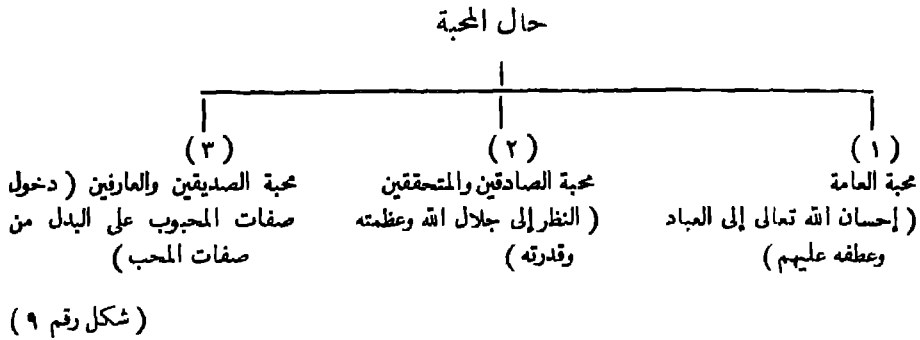 حال المحبة
( ١ )
محبة العامة
( إحسان الله تعالى إلى العباد
وعطفه عليهم )
( ٢ )
محبة الصادقين والمتحققين
( النظر إلى جلال الله وعظمته
وقدرته )
( ٣ )
محبة الصديقين والعارفين ( دخول
صفات المحبوب على البدل من
صفات المحب )
( شكل رقم ٩ )